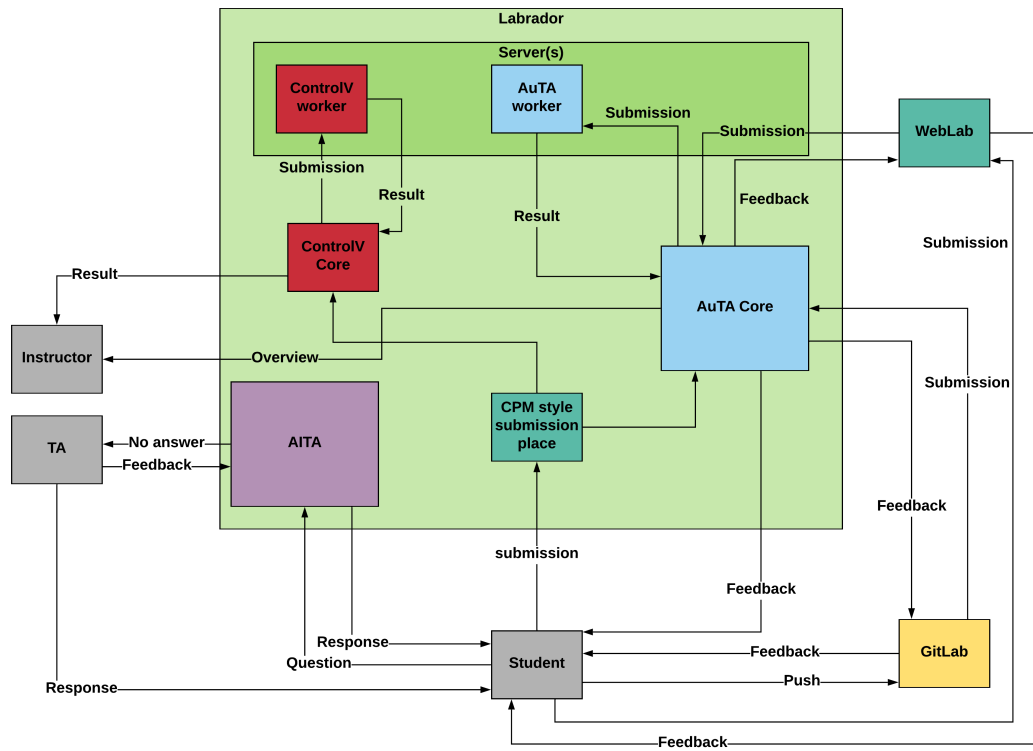 Labrador
Server(s)
ControlV
worker
AuTA
worker
Submission
Submission
WebLab
Submission
Result
Feedback
Result
Submission
ControlV
Core
Result
AuTA Core
Instructor
Overview
Submission
CPM style
submission
place
TA
No answer
AITA
Feedback
Feedback
submission
Feedback
Response
Question
Student
Feedback
GitLab
Push
Response
Feedback